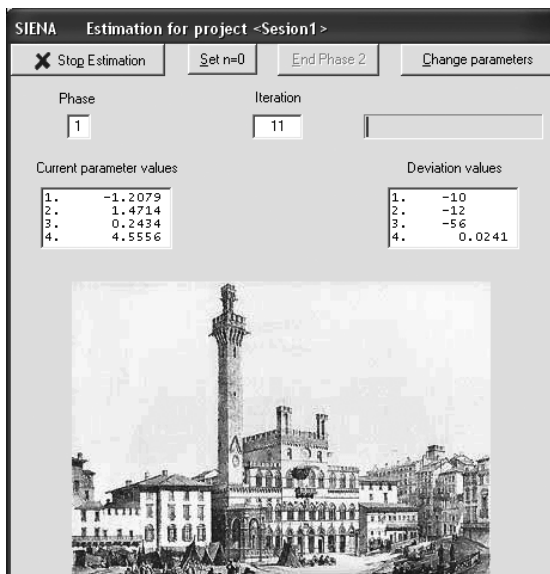 SIENA Estimation for project <Sesion1>
Stop Estimation Set n=0 End Phase 2 Change parameters
Phase Iteration
1 11
Current parameter values Deviation values
1. -1.2079 1. -10
2. 1.4714 2. -12
3. 0.2434 3. -56
4. 4.5556 4. 0.0241